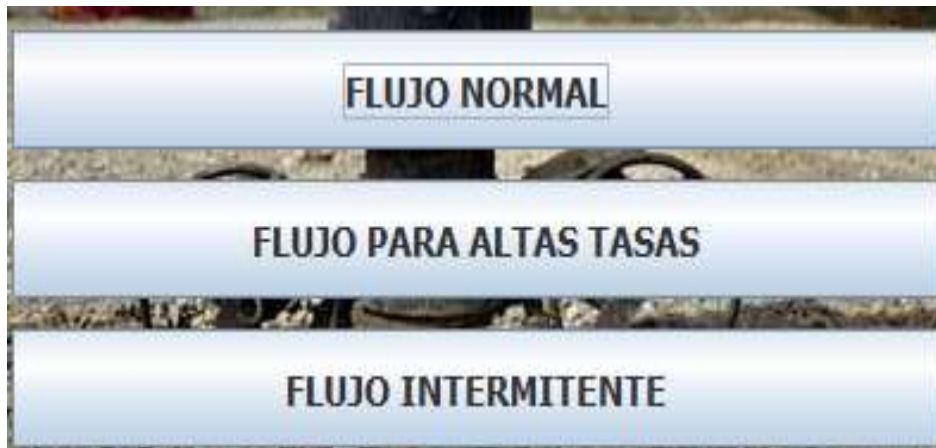 FLUJO NORMAL
FLUJO PARA ALTAS TASAS
FLUJO INTERMITENTE